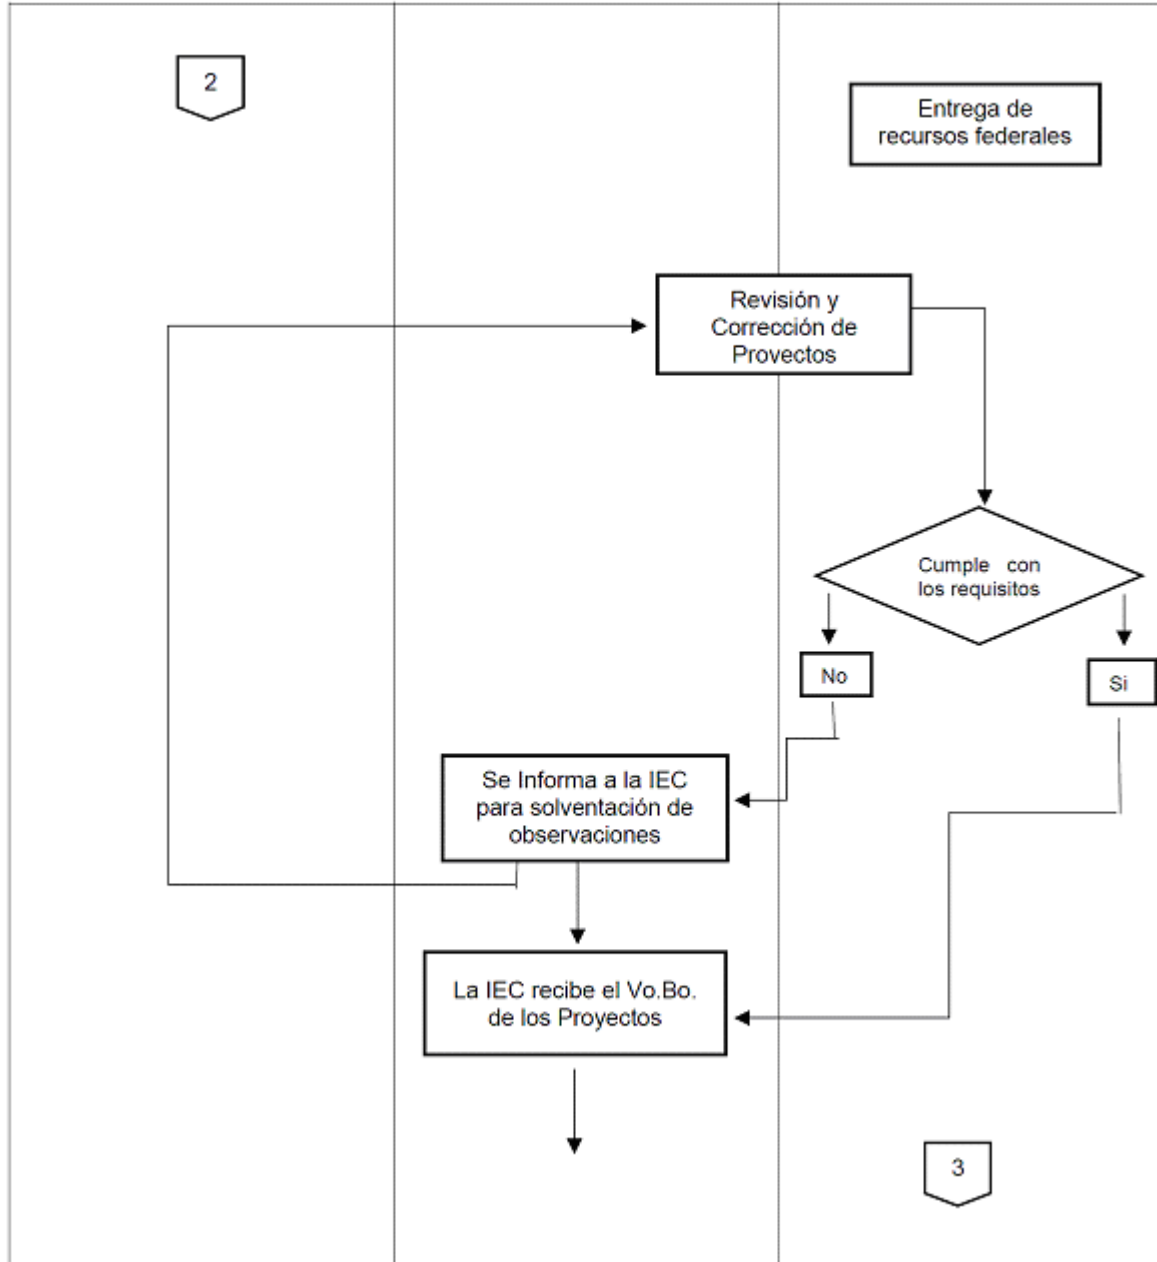 2
Entrega de
recursos federales
Revisión y
Corrección de
Provectos
Cumple con
los requisitos
No
Si
Se Informa a la IEC
para solventación de
observaciones
La IEC recibe el Vo.Bo.
de los Proyectos
3